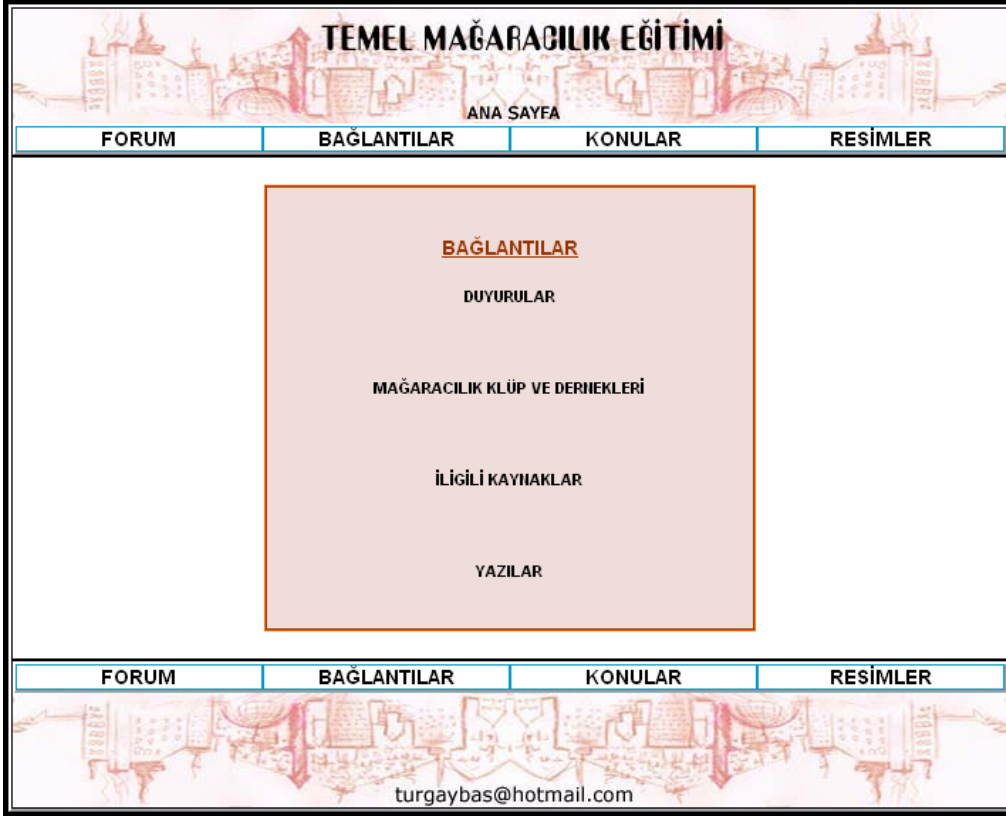 TEMEL MAĞARACILIK EĞİTİMİ
ANA SAYFA
FORUM BAĞLANTILAR KONULAR RESİMLER
BAĞLANTILAR
DUYURULAR
MAĞARACILIK KLÜP VE DERNEKLERİ
İLİGİLİ KAYNAKLAR
YAZILAR
FORUM BAĞLANTILAR KONULAR RESİMLER
turgaybas@hotmail.com